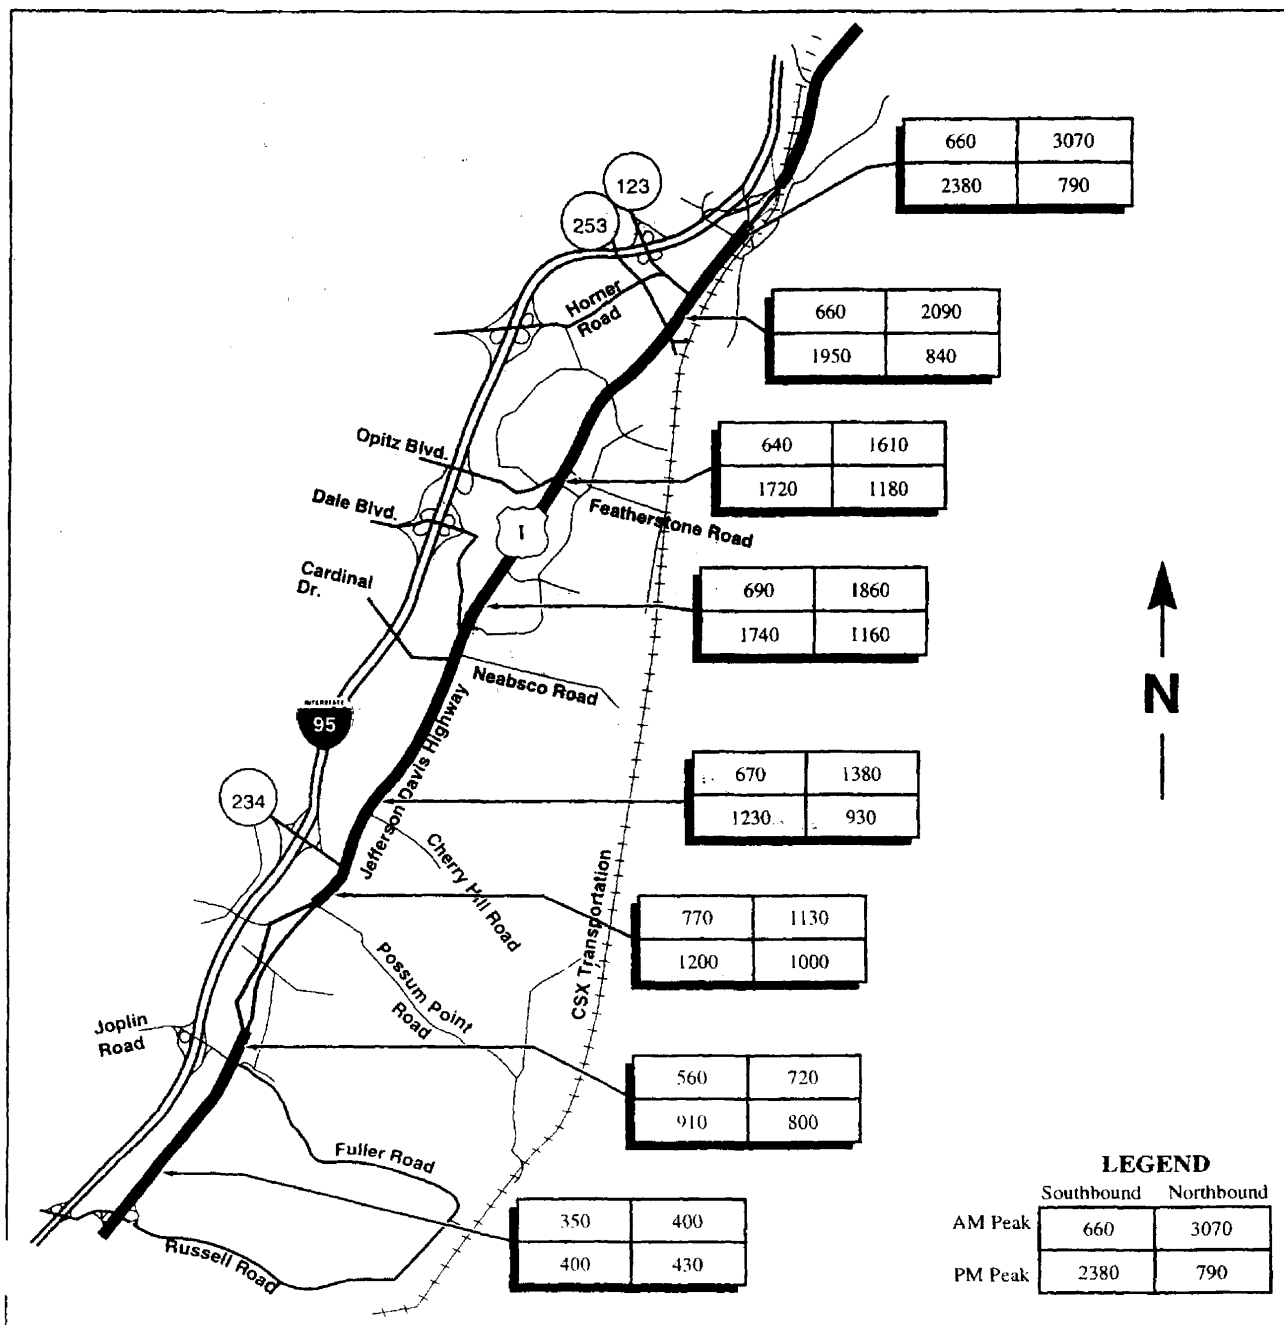 660 3070
2380 790
123
253
Horner
Road
660 2090
1950 840
Opitz Blvd.
640 1610
1720 1180
Dale Blvd.
Featherstone Road
1
Cardinal
Dr.
690 1860
1740 1160
Neabsco Road
N
INTERSTATE
95
Jefferson Davis Highway
670 1380
1230 930
234
Cherry Hill Road
CSX Transportation
770 1130
1200 1000
Possum Point
Road
Joplin
Road
560 720
910 800
Fuller Road
350 400
400 430
Russell Road
LEGEND
Southbound Northbound
AM Peak 660 3070
PM Peak 2380 790